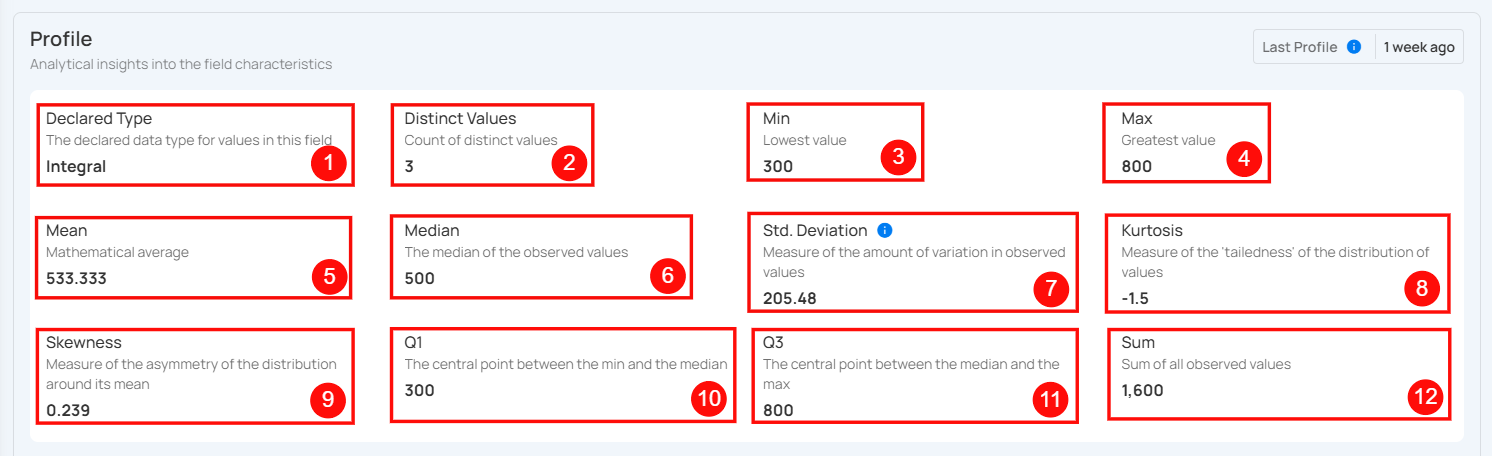 Profile
Analytical insights into the field characteristics
Last Profile 1 week ago
Declared Type
The declared data type for values in this field
Integral
1
Distinct Values
Count of distinct values
3
2
Min
Lowest value
300
3
Max
Greatest value
800
4
Mean
Mathematical average
533.333
5
Median
The median of the observed values
500
6
Std. Deviation
Measure of the amount of variation in observed
values
205.48
7
Kurtosis
Measure of the 'tailedness' of the distribution of
values
-1.5
8
Skewness
Measure of the asymmetry of the distribution
around its mean
0.239
9
Q1
The central point between the min and the median
300
10
Q3
The central point between the median and the
max
800
11
Sum
Sum of all observed values
1,600
12